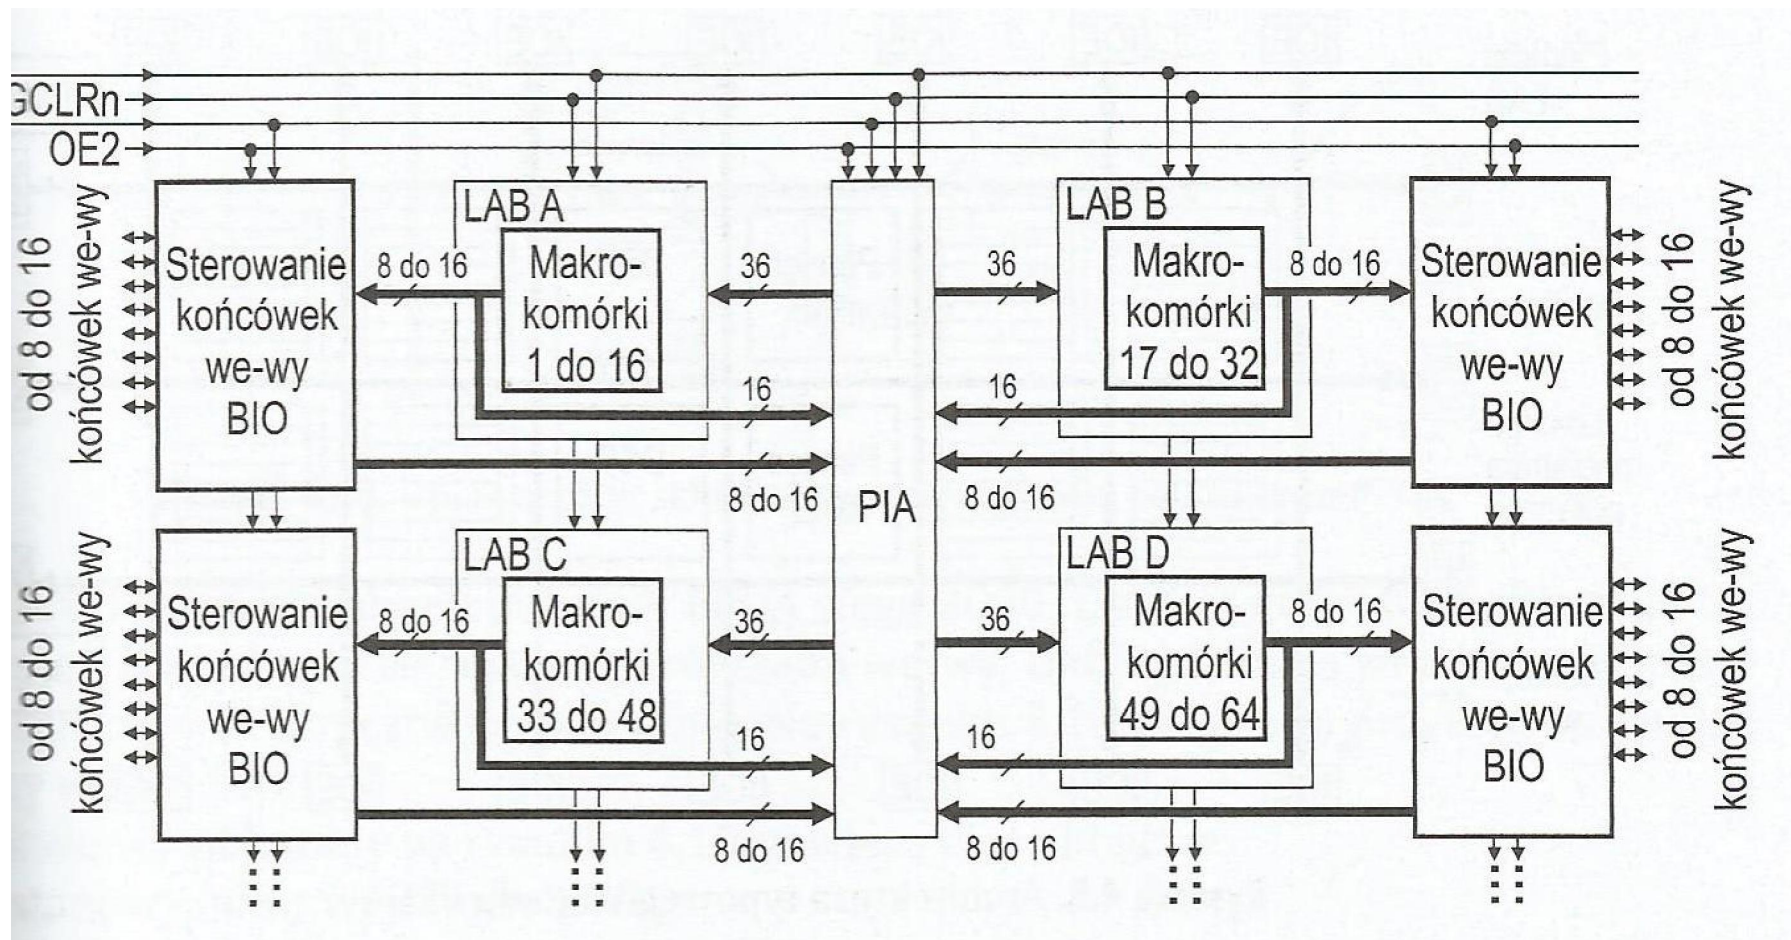 GCLRn
OE2
od 8 do 16
końcówek we-wy
Sterowanie
końcówek
we-wy
BIO
8 do 16
LAB A
Makro-
komórki
1 do 16
36
16
8 do 16
PIA
36
16
8 do 16
LAB B
Makro-
komórki
17 do 32
8 do 16
Sterowanie
końcówek
we-wy
BIO
od 8 do 16
końcówek we-wy
od 8 do 16
końcówek we-wy
Sterowanie
końcówek
we-wy
BIO
8 do 16
LAB C
Makro-
komórki
33 do 48
36
16
8 do 16
36
16
8 do 16
LAB D
Makro-
komórki
49 do 64
8 do 16
Sterowanie
końcówek
we-wy
BIO
od 8 do 16
końcówek we-wy